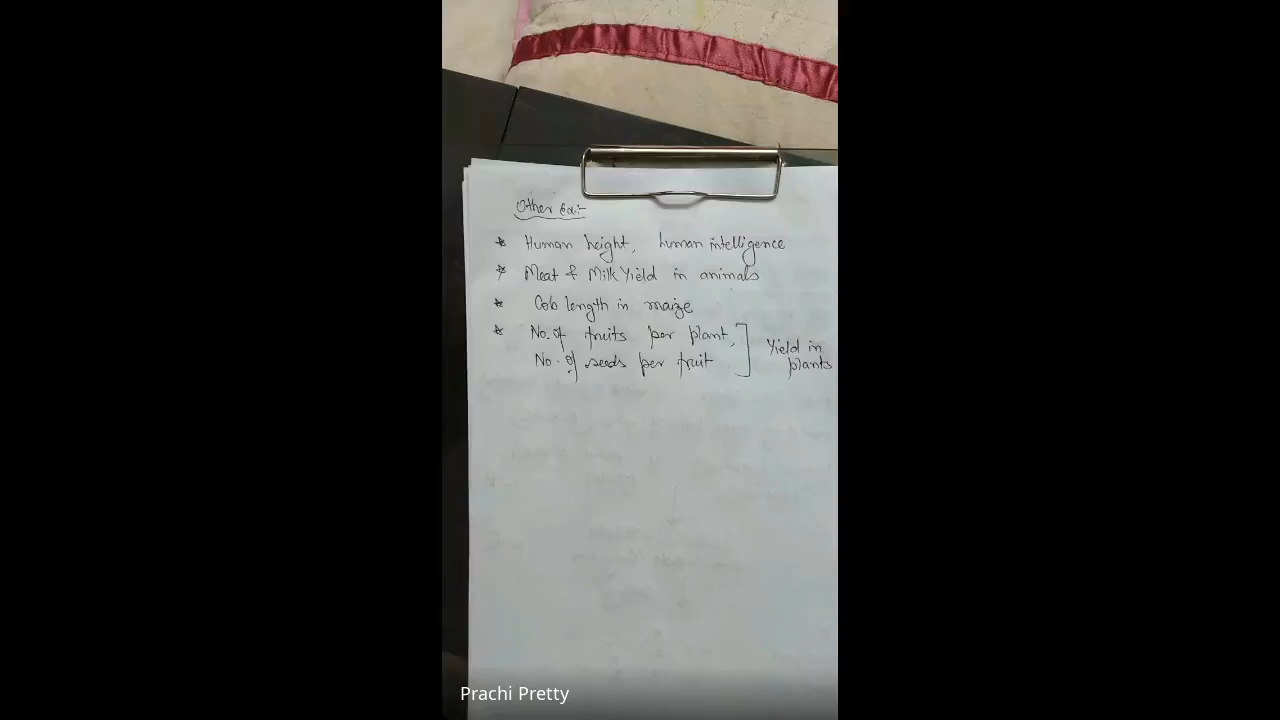 Other Ex:-
* Human height, human intelligence
* Meat & Milk Yield in animals
* Cob length in maize
* No. of fruits per plant,
No. of seeds per fruit
Yield in
plants
Prachi Pretty